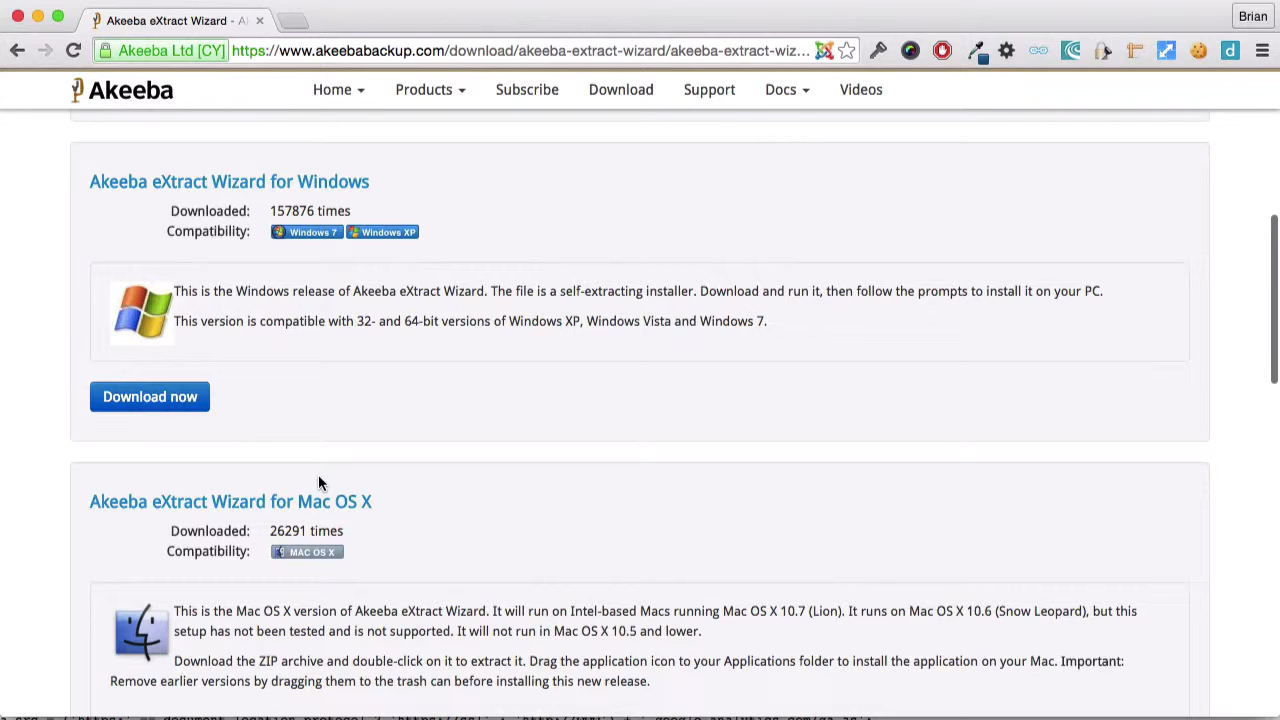 Akeeba eXtract Wizard - A
Brian
Akeeba Ltd [CY] https://www.akeebabackup.com/download/akeeba-extract-wizard/akeeba-extract-wiz...
Akeeba Home Products Subscribe Download Support Docs Videos
Akeeba eXtract Wizard for Windows
Downloaded: 157876 times
Compatibility: Windows 7 Windows XP
This is the Windows release of Akeeba eXtract Wizard. The file is a self-extracting installer. Download and run it, then follow the prompts to install it on your PC.
This version is compatible with 32- and 64-bit versions of Windows XP, Windows Vista and Windows 7.
Download now
Akeeba eXtract Wizard for Mac OS X
Downloaded: 26291 times
Compatibility: MAC OS X
This is the Mac OS X version of Akeeba eXtract Wizard. It will run on Intel-based Macs running Mac OS X 10.7 (Lion). It runs on Mac OS X 10.6 (Snow Leopard), but this
setup has not been tested and is not supported. It will not run in Mac OS X 10.5 and lower.
Download the ZIP archive and double-click on it to extract it. Drag the application icon to your Applications folder to install the application on your Mac. Important:
Remove earlier versions by dragging them to the trash can before installing this new release.